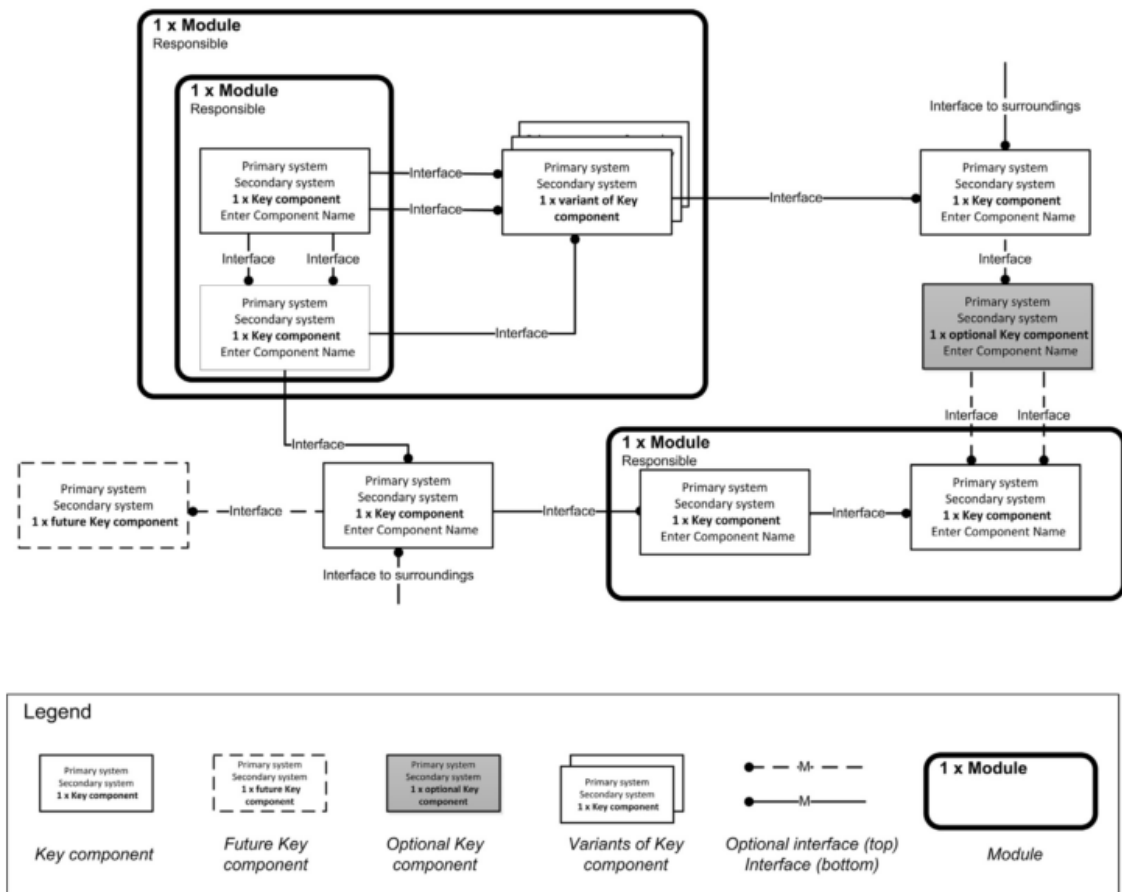 1 x Module
Responsible
1 x Module
Responsible
Primary system
Secondary system
1 x Key component
Enter Component Name
Interface
Interface
Primary system
Secondary system
1 x variant of Key
component
Interface
Interface to surroundings
Primary system
Secondary system
1 x Key component
Enter Component Name
Interface
Interface
Interface
Primary system
Secondary system
1 x Key component
Enter Component Name
Interface
Primary system
Secondary system
1 x optional Key component
Enter Component Name
Interface
Interface
Interface
1 x Module
Responsible
Primary system
Secondary system
1 x future Key component
Interface
Primary system
Secondary system
1 x Key component
Enter Component Name
Interface
Primary system
Secondary system
1 x Key component
Enter Component Name
Interface
Primary system
Secondary system
1 x Key component
Enter Component Name
Interface to surroundings
Legend
Primary system
Secondary system
1 x Key component
Primary system
Secondary system
1 x future Key
component
Primary system
Secondary system
1 x optional Key
component
Primary system
Secondary system
1 x Key component
M
M
1 x Module
Key component
Future Key
component
Optional Key
component
Variants of Key
component
Optional interface (top)
Interface (bottom)
Module